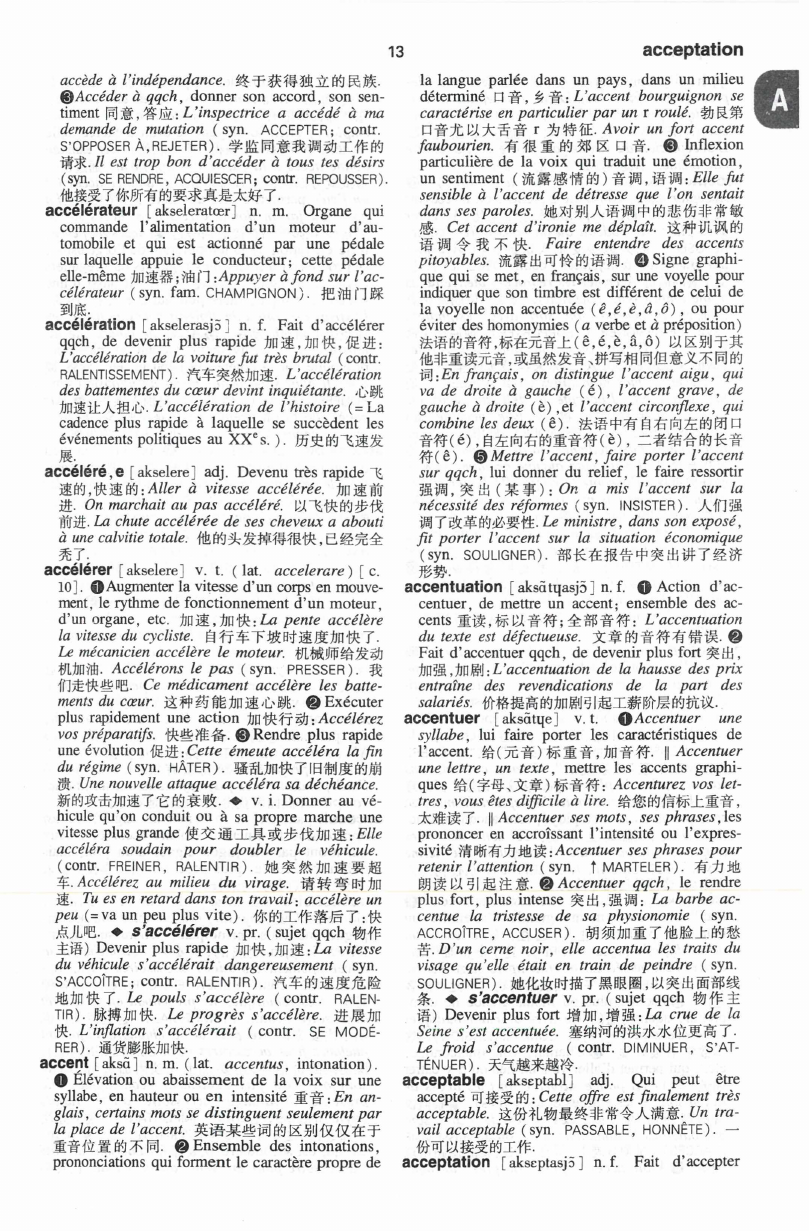 13
acceptation
A
accède à l'indépendance. 终于获得独立的民族.
❸Accéder à qqch, donner son accord, son sen-
timent 同意,答应:L'inspectrice a accédé à ma
demande de mutation ( syn. ACCEPTER; contr.
S'OPPOSER À,REJETER). 学监同意我调动工作的
请求.Il est trop bon d'accéder à tous tes désirs
(syn. SE RENDRE, ACQUIESCER; contr. REPOUSSER).
他接受了你所有的要求真是太好了.
accélérateur [akseleratœr] n. m. Organe qui
commande l'alimentation d'un moteur d'au-
tomobile et qui est actionné par une pédale
sur laquelle appuie le conducteur; cette pédale
elle-même 加速器;油门:Appuyer à fond sur l'ac-
célérateur ( syn. fam. CHAMPIGNON). 把油门踩
到底.
accélération [akselerasjɔ̃] n. f. Fait d'accélérer
qqch, de devenir plus rapide 加速,加快,促进:
L'accélération de la voiture fut très brutal (contr.
RALENTISSEMENT). 汽车突然加速. L'accélération
des battementes du cœur devint inquiétante. 心跳
加速让人担心. L'accélération de l'histoire (= La
cadence plus rapide à laquelle se succèdent les
événements politiques au XXᵉ s. ). 历史的飞速发
展.
accéléré,e [akselere] adj. Devenu très rapide 飞
速的,快速的:Aller à vitesse accélérée. 加速前
进. On marchait au pas accéléré. 以飞快的步伐
前进. La chute accélérée de ses cheveux a abouti
à une calvitie totale. 他的头发掉得很快,已经完全
秃了.
accélérer [akselere] v. t. ( lat. accelerare) [ c.
10]. ❶Augmenter la vitesse d'un corps en mouve-
ment, le rythme de fonctionnement d'un moteur,
d'un organe, etc. 加速,加快:La pente accélère
la vitesse du cycliste. 自行车下坡时速度加快了.
Le mécanicien accélère le moteur. 机械师给发动
机加油. Accélérons le pas ( syn. PRESSER). 我
们走快些吧. Ce médicament accélère les batte-
ments du cœur. 这种药能加速心跳. ❷ Exécuter
plus rapidement une action 加快行动:Accélérez
vos préparatifs. 快些准备. ❸ Rendre plus rapide
une évolution 促进:Cette émeute accéléra la fin
du régime (syn. HÂTER). 骚乱加快了旧制度的崩
溃. Une nouvelle attaque accéléra sa déchéance.
新的攻击加速了它的衰败. ◆ v. i. Donner au vé-
hicule qu'on conduit ou à sa propre marche une
vitesse plus grande 使交通工具或步伐加速:Elle
accéléra soudain pour doubler le véhicule.
(contr. FREINER, RALENTIR). 她突然加速要超
车. Accélérez au milieu du virage. 请转弯时加
速. Tu es en retard dans ton travail: accélère un
peu (=va un peu plus vite). 你的工作落后了:快
点儿吧. ◆ s'accélérer v. pr. ( sujet qqch 物作
主语) Devenir plus rapide 加快,加速:La vitesse
du véhicule s'accélérait dangereusement ( syn.
S'ACCOÎTRE; contr. RALENTIR). 汽车的速度危险
地加快了. Le pouls s'accélère ( contr. RALEN-
TIR). 脉搏加快. Le progrès s'accélère. 进展加
快. L'inflation s'accélérait ( contr. SE MODÉ-
RER). 通货膨胀加快.
accent [aksɑ̃] n. m. ( lat. accentus, intonation).
❶ Élévation ou abaissement de la voix sur une
syllabe, en hauteur ou en intensité 重音:En an-
glais, certains mots se distinguent seulement par
la place de l'accent. 英语某些词的区别仅仅在于
重音位置的不同. ❷ Ensemble des intonations,
prononciations qui forment le caractère propre de
la langue parlée dans un pays, dans un milieu
déterminé 口音,乡音:L'accent bourguignon se
caractérise en particulier par un r roulé. 勃艮第
口音尤以大舌音 r 为特征. Avoir un fort accent
faubourien. 有很重的郊区口音. ❸ Inflexion
particulière de la voix qui traduit une émotion,
un sentiment (流露感情的)音调,语调:Elle fut
sensible à l'accent de détresse que l'on sentait
dans ses paroles. 她对别人语调中的悲伤非常敏
感. Cet accent d'ironie me déplaît. 这种讥讽的
语调令我不快. Faire entendre des accents
pitoyables. 流露出可怜的语调. ❹ Signe graphi-
que qui se met, en français, sur une voyelle pour
indiquer que son timbre est différent de celui de
la voyelle non accentuée (ê,é,è,â,ô), ou pour
éviter des homonymies (a verbe et à préposition)
法语的音符,标在元音上(ê,é,è,â,ô)以区别于其
他非重读元音,或虽然发音、拼写相同但意义不同的
词:En français, on distingue l'accent aigu, qui
va de droite à gauche (é), l'accent grave, de
gauche à droite (è),et l'accent circonflexe, qui
combine les deux (ê). 法语中有自右向左的闭口
音符(é),自左向右的重音符(è), 二者结合的长音
符(ê). ❺ Mettre l'accent, faire porter l'accent
sur qqch, lui donner du relief, le faire ressortir
强调,突出(某事): On a mis l'accent sur la
nécessité des réformes ( syn. INSISTER). 人们强
调了改革的必要性. Le ministre, dans son exposé,
fit porter l'accent sur la situation économique
(syn. SOULIGNER). 部长在报告中突出讲了经济
形势.
accentuation [aksɑ̃tɥasjɔ̃] n. f. ❶ Action d'ac-
centuer, de mettre un accent; ensemble des ac-
cents 重读,标以音符;全部音符: L'accentuation
du texte est défectueuse. 文章的音符有错误. ❷
Fait d'accentuer qqch, de devenir plus fort 突出,
加强,加剧:L'accentuation de la hausse des prix
entraîne des revendications de la part des
salariés. 价格提高的加剧引起工薪阶层的抗议.
accentuer [aksɑ̃tɥe] v. t. ❶Accentuer une
syllabe, lui faire porter les caractéristiques de
l'accent. 给(元音)标重音,加音符. ‖ Accentuer
une lettre, un texte, mettre les accents graphi-
ques 给(字母、文章)标音符: Accenturez vos let-
tres, vous êtes difficile à lire. 给您的信标上重音,
太难读了. ‖ Accentuer ses mots, ses phrases,les
prononcer en accroîssant l'intensité ou l'expres-
sivité 清晰有力地读:Accentuer ses phrases pour
retenir l'attention ( syn. ↑ MARTELER). 有力地
朗读以引起注意. ❷ Accentuer qqch, le rendre
plus fort, plus intense 突出,强调: La barbe ac-
centue la tristesse de sa physionomie ( syn.
ACCROÎTRE, ACCUSER). 胡须加重了他脸上的愁
苦. D'un cerne noir, elle accentua les traits du
visage qu'elle était en train de peindre ( syn.
SOULIGNER). 她化妆时描了黑眼圈,以突出面部线
条. ◆ s'accentuer v. pr. ( sujet qqch 物作主
语) Devenir plus fort 增加,增强:La crue de la
Seine s'est accentuée. 塞纳河的洪水水位更高了.
Le froid s'accentue ( contr. DIMINUER, S'AT-
TÉNUER). 天气越来越冷.
acceptable [akseptabl] adj. Qui peut être
accepté 可接受的: Cette offre est finalement très
acceptable. 这份礼物最终非常令人满意. Un tra-
vail acceptable ( syn. PASSABLE, HONNÊTE). 一
份可以接受的工作.
acceptation [akseptasjɔ̃] n. f. Fait d'accepter